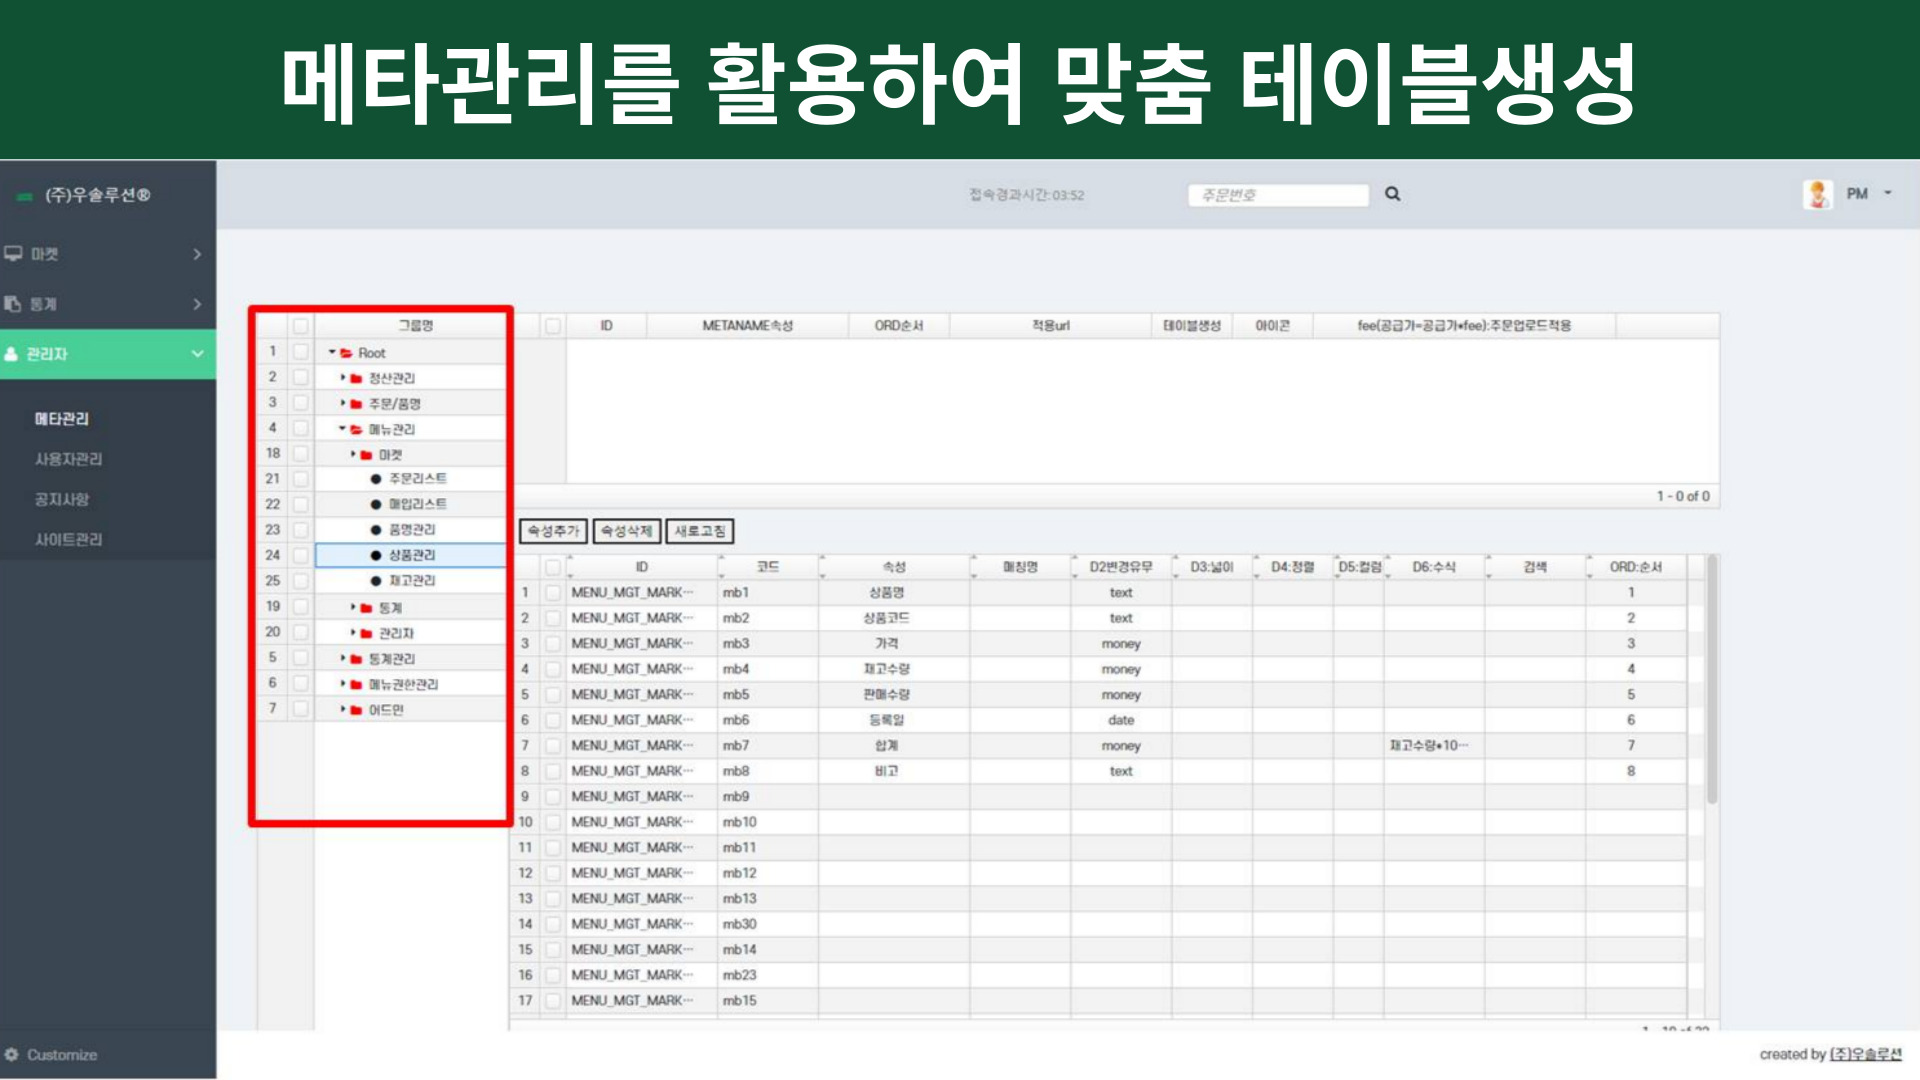 메타관리를 활용하여 맞춤 테이블생성
(주)우솔루션®
접속경과시간: 03:52
주문번호
PM
마켓
통계
관리자
메타관리
사용자관리
공지사항
사이트관리
Customize
그룹명
1 Root
2 정산관리
3 주문/품명
4 메뉴관리
18 마켓
21 주문리스트
22 매입리스트
23 품명관리
24 상품관리
25 재고관리
19 통계
20 관리자
5 통계관리
6 메뉴권한관리
7 어드민
ID METANAME속성 ORD순서 적용url 테이블생성 아이콘 fee(공급가=공급가*fee):주문업로드적용
1 - 0 of 0
속성추가 속성삭제 새로고침
ID 코드 속성 매칭명 D2변경유무 D3:넓이 D4:정렬 D5:컬럼 D6:수식 검색 ORD:순서
1 MENU_MGT_MARK··· mb1 상품명 text 1
2 MENU_MGT_MARK··· mb2 상품코드 text 2
3 MENU_MGT_MARK··· mb3 가격 money 3
4 MENU_MGT_MARK··· mb4 재고수량 money 4
5 MENU_MGT_MARK··· mb5 판매수량 money 5
6 MENU_MGT_MARK··· mb6 등록일 date 6
7 MENU_MGT_MARK··· mb7 합계 money 재고수량*10··· 7
8 MENU_MGT_MARK··· mb8 비고 text 8
9 MENU_MGT_MARK··· mb9
10 MENU_MGT_MARK··· mb10
11 MENU_MGT_MARK··· mb11
12 MENU_MGT_MARK··· mb12
13 MENU_MGT_MARK··· mb13
14 MENU_MGT_MARK··· mb30
15 MENU_MGT_MARK··· mb14
16 MENU_MGT_MARK··· mb23
17 MENU_MGT_MARK··· mb15
created by (주)우솔루션